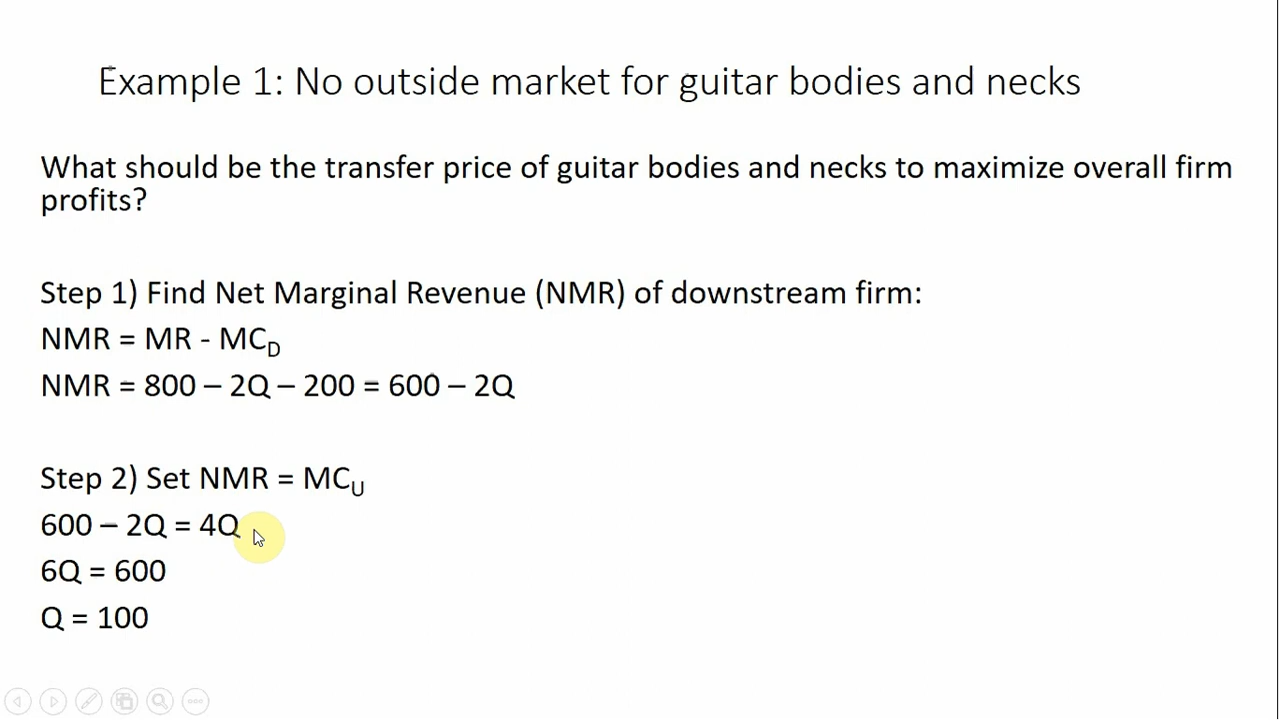 Example 1: No outside market for guitar bodies and necks
What should be the transfer price of guitar bodies and necks to maximize overall firm
profits?
Step 1) Find Net Marginal Revenue (NMR) of downstream firm:
NMR = MR - MC_D
NMR = 800 – 2Q – 200 = 600 – 2Q
Step 2) Set NMR = MC_U
600 – 2Q = 4Q
6Q = 600
Q = 100